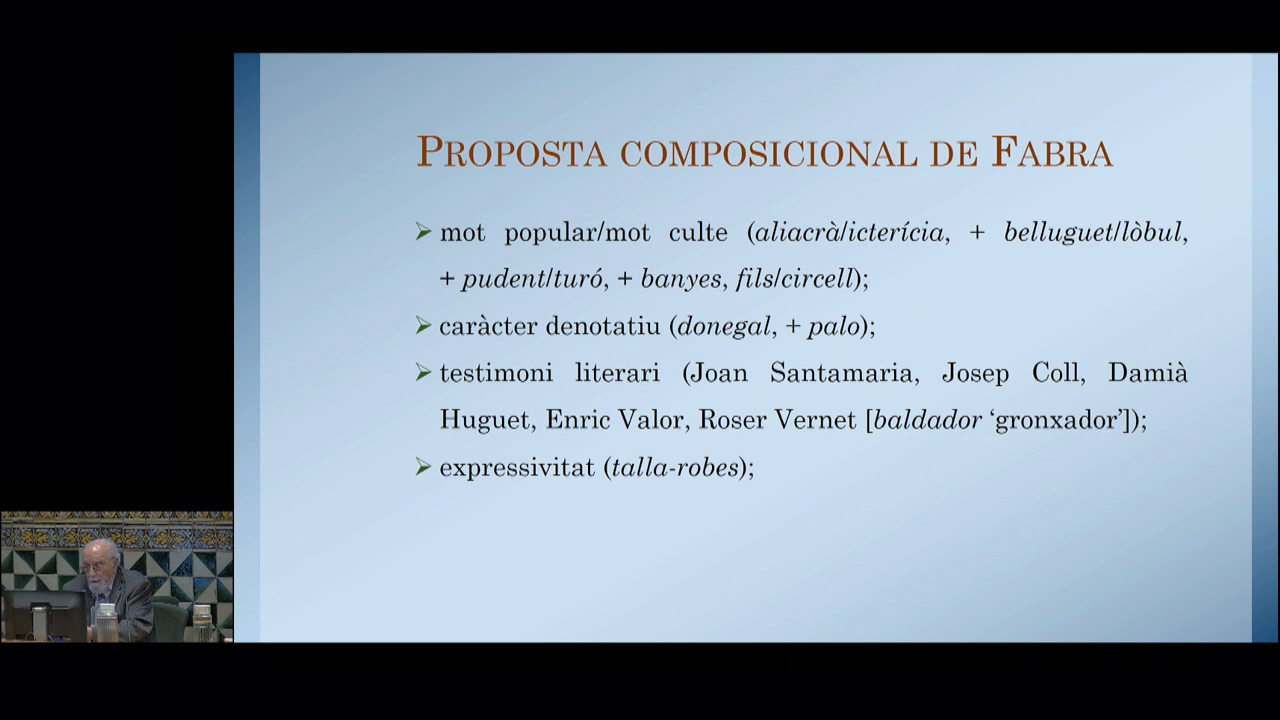 Proposta composicional de Fabra
mot popular/mot culte (aliacrà/icterícia, + belluguet/lòbul,
+ pudent/turó, + banyes, fils/circell);
caràcter denotatiu (donegal, + palo);
testimoni literari (Joan Santamaria, Josep Coll, Damià
Huguet, Enric Valor, Roser Vernet [baldador ‘gronxador’]);
expressivitat (talla-robes);